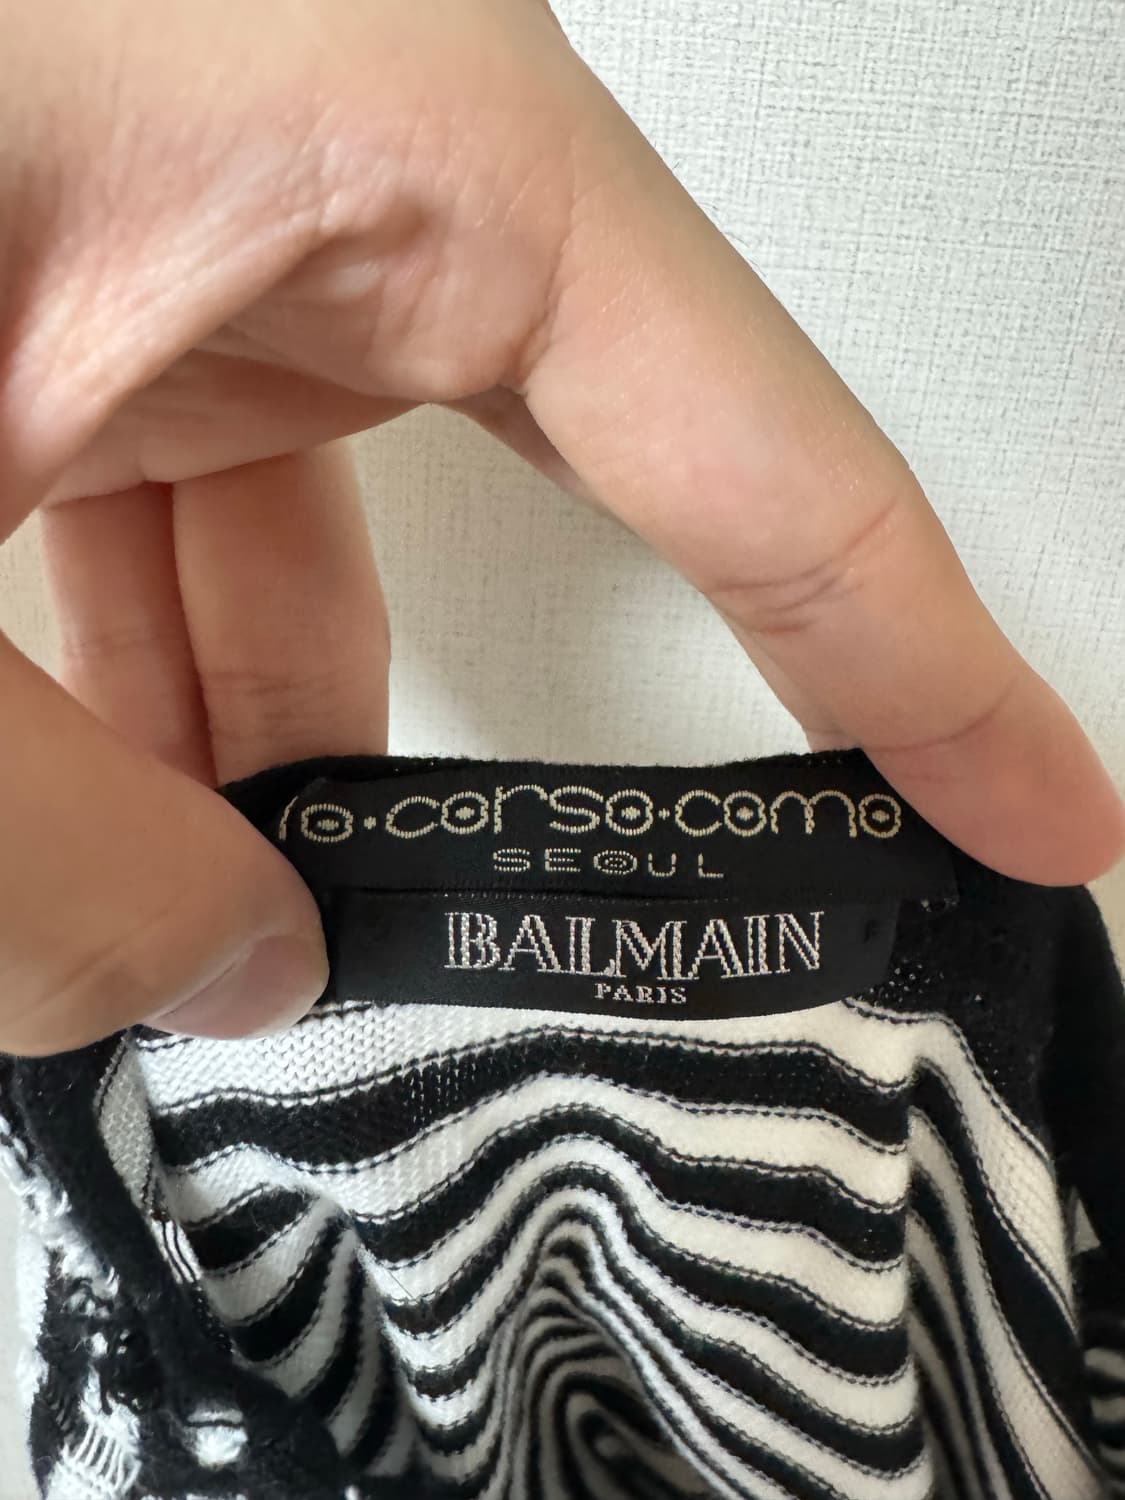 10·corso·como
SEOUL
BALMAIN
PARIS
F